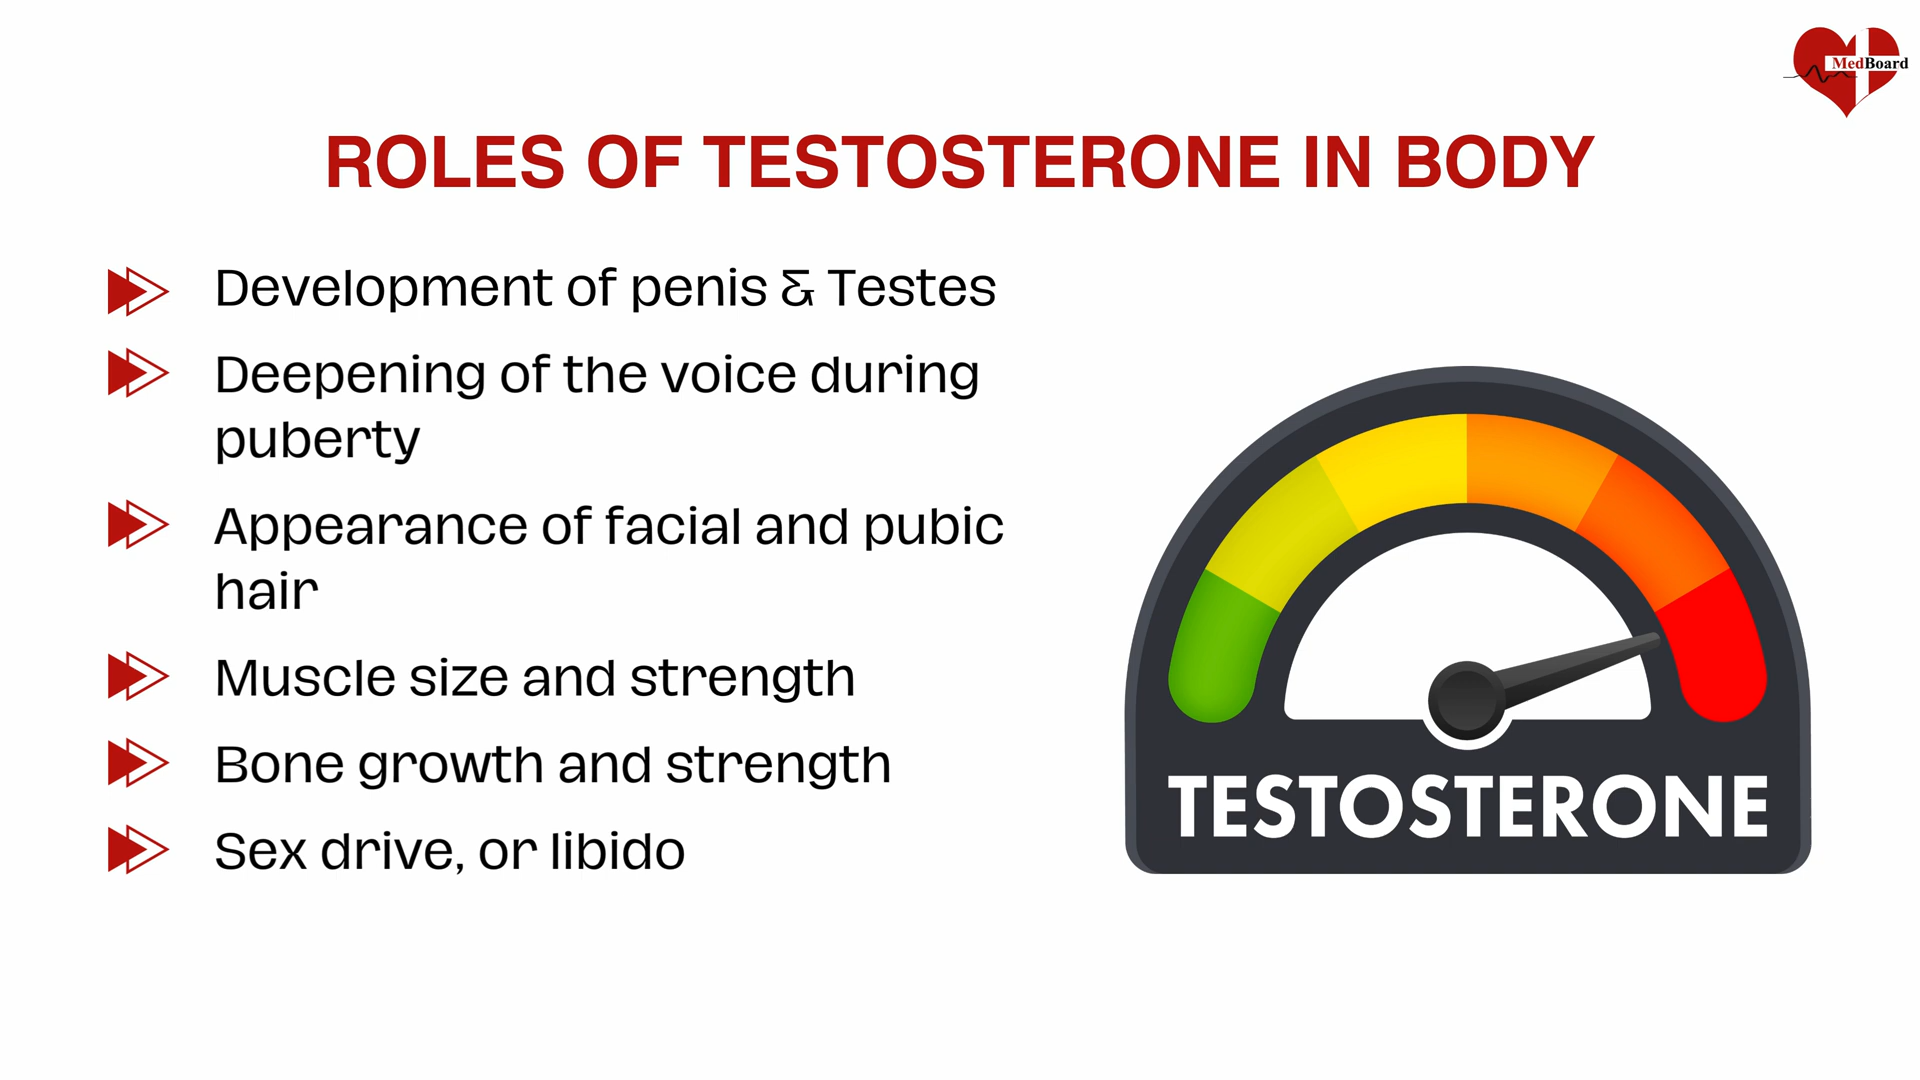 MedBoard
ROLES OF TESTOSTERONE IN BODY
Development of penis & Testes
Deepening of the voice during
puberty
Appearance of facial and pubic
hair
Muscle size and strength
Bone growth and strength
Sex drive, or libido
TESTOSTERONE